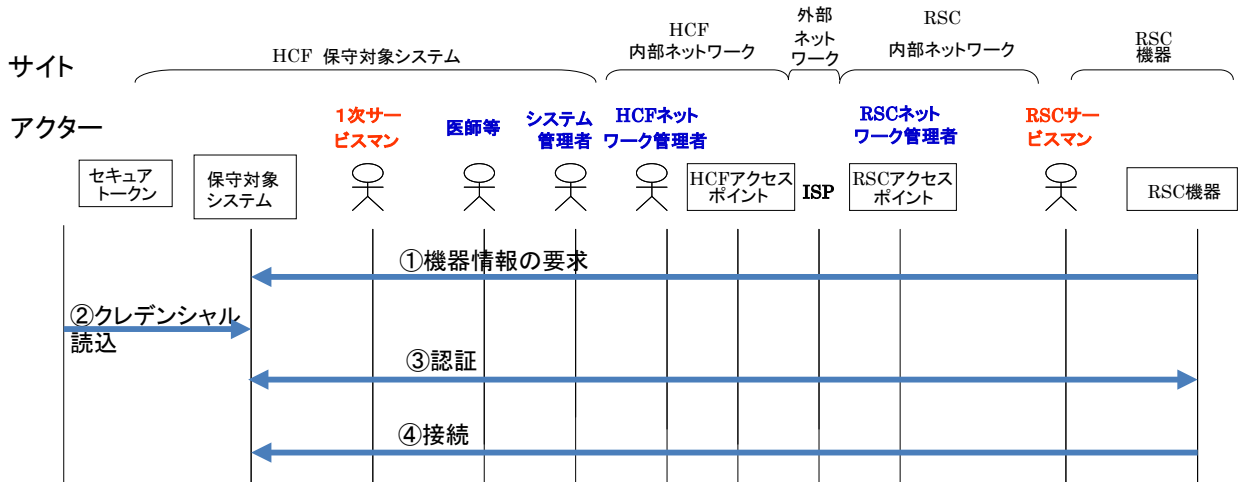 外部
ネット
ワーク
HCF
内部ネットワーク
RSC
内部ネットワーク
RSC
機器
サイト
HCF 保守対象システム
アクター
1次サー
ビスマン
医師等
システム
管理者
HCFネット
ワーク管理者
RSCネット
ワーク管理者
RSCサー
ビスマン
セキュア
トークン
保守対象
システム
HCFアクセス
ポイント
ISP
RSCアクセス
ポイント
RSC機器
①機器情報の要求
②クレデンシャル
読込
③認証
④接続